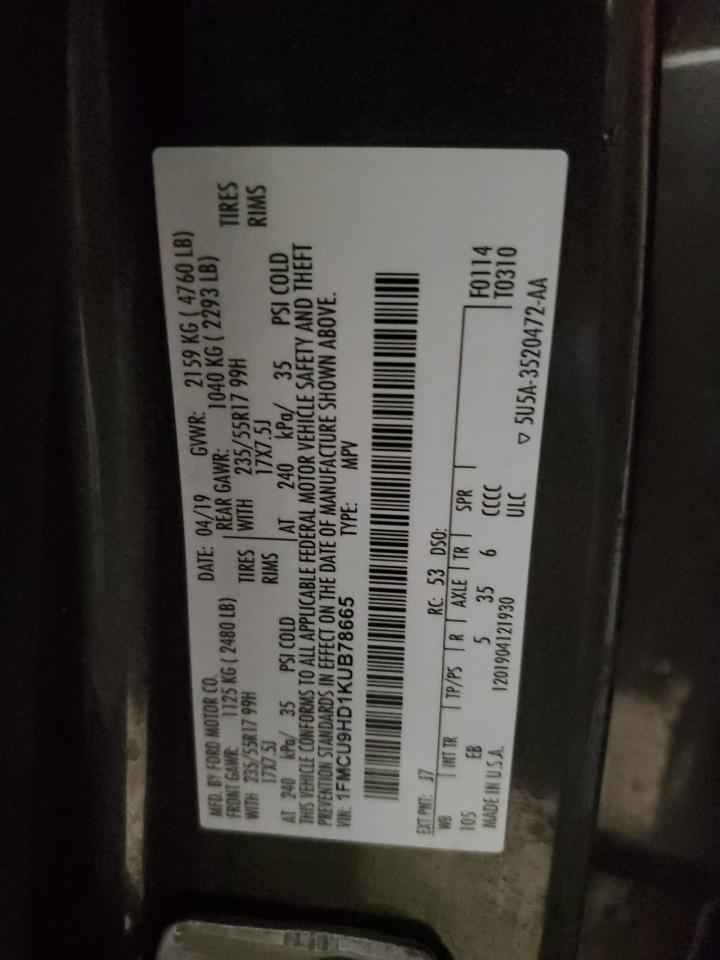 MFD. BY FORD MOTOR CO.
DATE: 04/19 GVWR: 2159 KG ( 4760 LB)
FRONT GAWR: 1125 KG ( 2480 LB) REAR GAWR: 1040 KG ( 2293 LB)
WITH 235/55R17 99H TIRES WITH 235/55R17 99H TIRES
17X7.5J RIMS 17X7.5J RIMS
AT 240 kPa/ 35 PSI COLD AT 240 kPa/ 35 PSI COLD
THIS VEHICLE CONFORMS TO ALL APPLICABLE FEDERAL MOTOR VEHICLE SAFETY AND THEFT
PREVENTION STANDARDS IN EFFECT ON THE DATE OF MANUFACTURE SHOWN ABOVE.
VIN: 1FMCU9HD1KUB78665 TYPE: MPV
EXT PNT: J7 RC: 53 DSO:
WB INT TR TP/PS R AXLE TR SPR
105 EB 5 35 6 CCCC F0114
MADE IN U.S.A. 1201904121930 ULC T0310
▽ 5U5A-3520472-AA